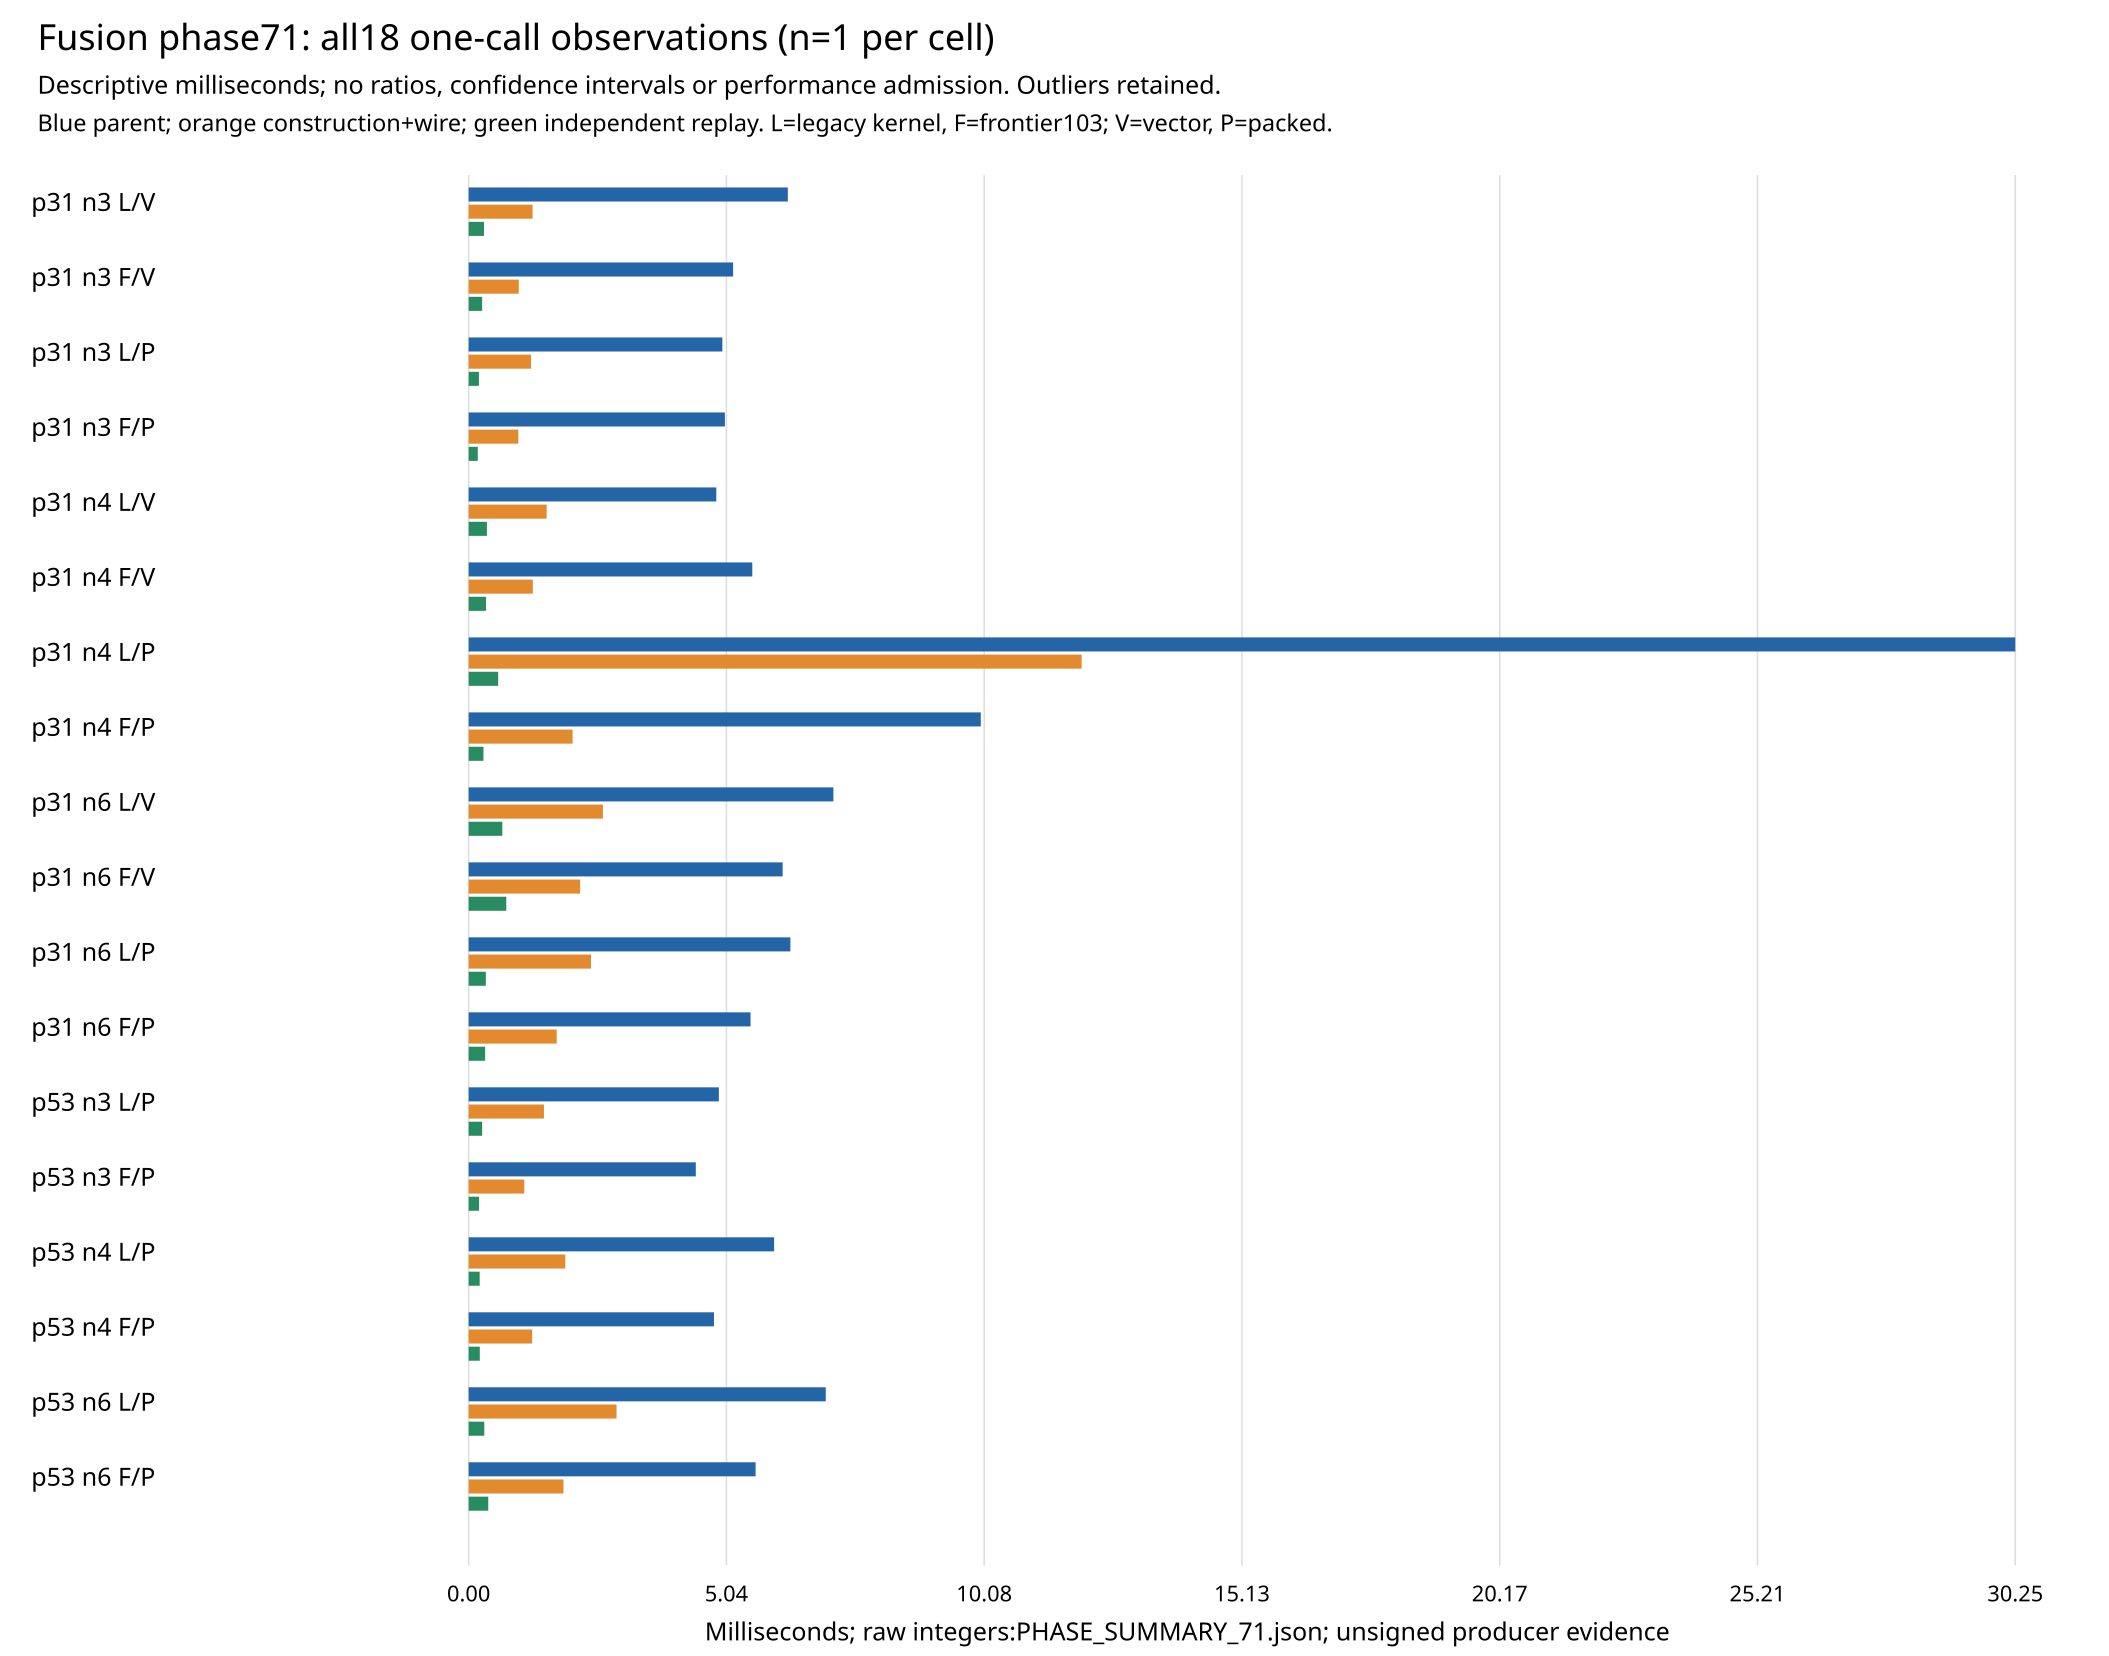 Fusion phase71: all18 one-call observations (n=1 per cell)
Descriptive milliseconds; no ratios, confidence intervals or performance admission. Outliers retained.
Blue parent; orange construction+wire; green independent replay. L=legacy kernel, F=frontier103; V=vector, P=packed.
p31 n3 L/V
p31 n3 F/V
p31 n3 L/P
p31 n3 F/P
p31 n4 L/V
p31 n4 F/V
p31 n4 L/P
p31 n4 F/P
p31 n6 L/V
p31 n6 F/V
p31 n6 L/P
p31 n6 F/P
p53 n3 L/P
p53 n3 F/P
p53 n4 L/P
p53 n4 F/P
p53 n6 L/P
p53 n6 F/P
0.00 5.04 10.08 15.13 20.17 25.21 30.25
Milliseconds; raw integers:PHASE_SUMMARY_71.json; unsigned producer evidence